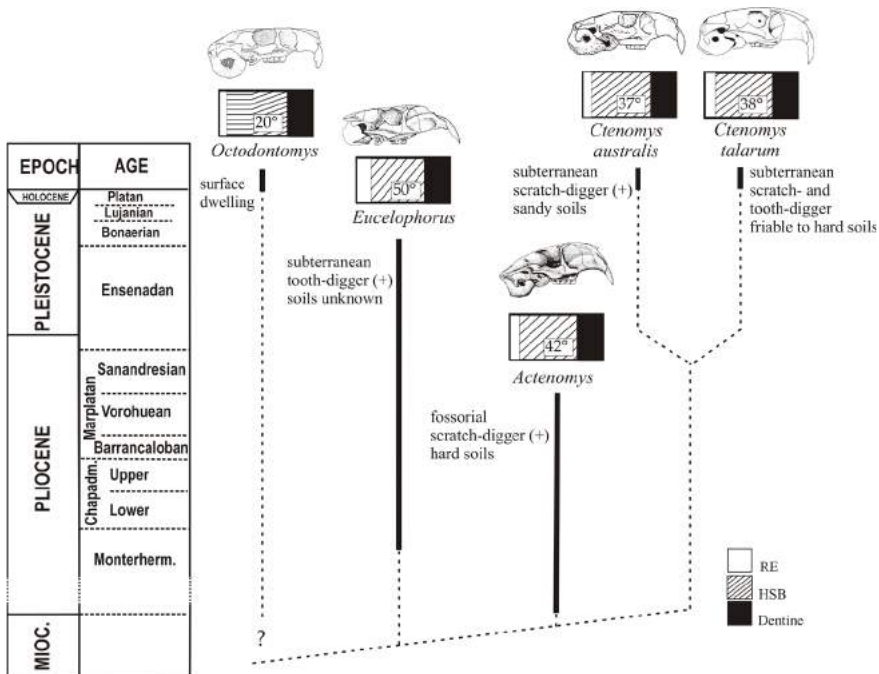 20°
Octodontomys
surface
dwelling
50°
Eucelophorus
subterranean
tooth-digger (+)
soils unknown
37°
Ctenomys
australis
subterranean
scratch-digger (+)
sandy soils
38°
Ctenomys
talarum
subterranean
scratch- and
tooth-digger
friable to hard soils
42°
Actenomys
fossorial
scratch-digger (+)
hard soils
EPOCH
AGE
HOLOCENE
Platan
Lujanian
PLEISTOCENE
Bonaerian
Ensenadan
PLIOCENE
Marplatan
Sanandresian
Vorohuean
Barrancaloban
Chapadm.
Upper
Lower
Monterherm.
MIOC.
?
RE
HSB
Dentine